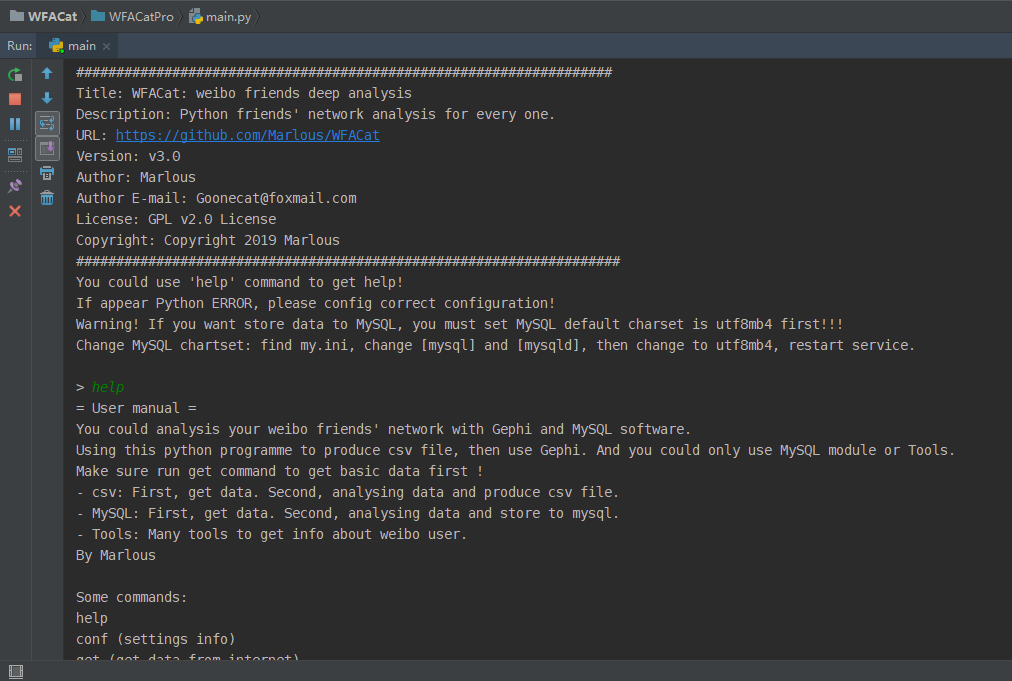 WFACat WFACatPro main.py
Run: main
###################################################################
Title: WFACat: weibo friends deep analysis
Description: Python friends' network analysis for every one.
URL: https://github.com/Marlous/WFACat
Version: v3.0
Author: Marlous
Author E-mail: Goonecat@foxmail.com
License: GPL v2.0 License
Copyright: Copyright 2019 Marlous
####################################################################
You could use 'help' command to get help!
If appear Python ERROR, please config correct configuration!
Warning! If you want store data to MySQL, you must set MySQL default charset is utf8mb4 first!!!
Change MySQL chartset: find my.ini, change [mysql] and [mysqld], then change to utf8mb4, restart service.
> help
= User manual =
You could analysis your weibo friends' network with Gephi and MySQL software.
Using this python programme to produce csv file, then use Gephi. And you could only use MySQL module or Tools.
Make sure run get command to get basic data first !
- csv: First, get data. Second, analysing data and produce csv file.
- MySQL: First, get data. Second, analysing data and store to mysql.
- Tools: Many tools to get info about weibo user.
By Marlous
Some commands:
help
conf (settings info)
get (get data from internet)